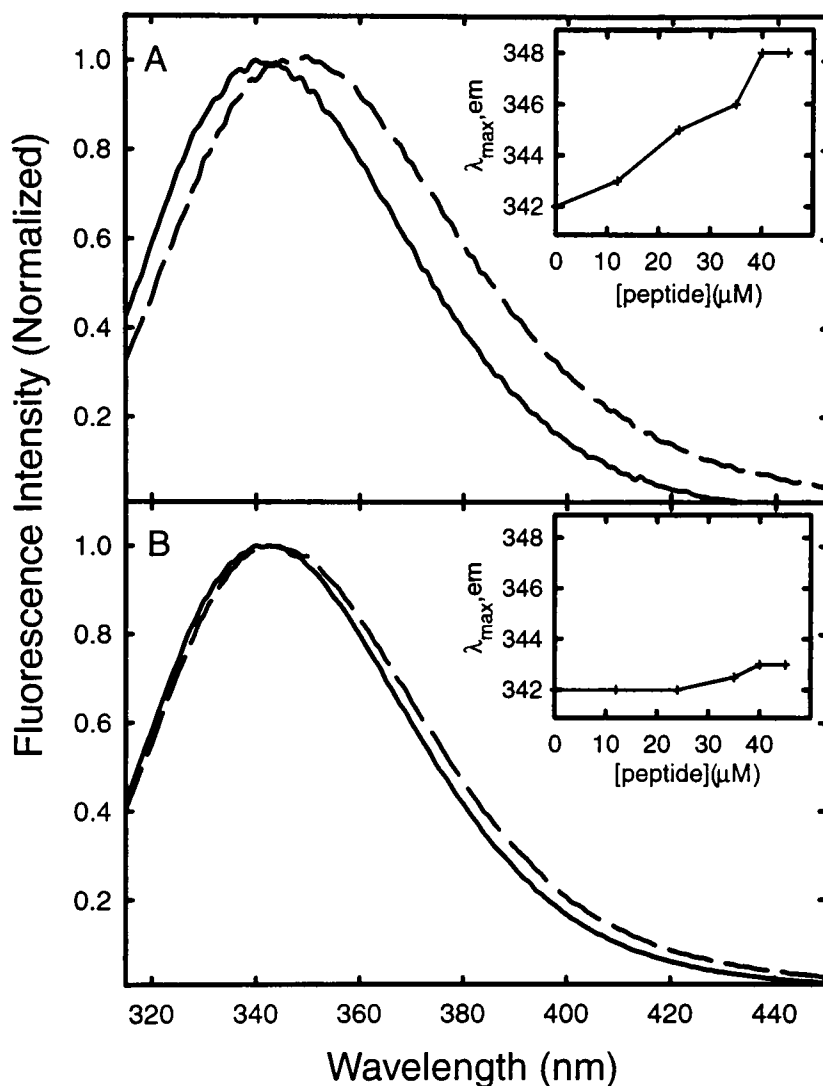 Fluorescence Intensity (Normalized)
A
1.0
0.8
0.6
0.4
0.2
λmax,em
348
346
344
342
0 10 20 30 40
[peptide](μM)
B
1.0
0.8
0.6
0.4
0.2
λmax,em
348
346
344
342
0 10 20 30 40
[peptide](μM)
320 340 360 380 400 420 440
Wavelength (nm)